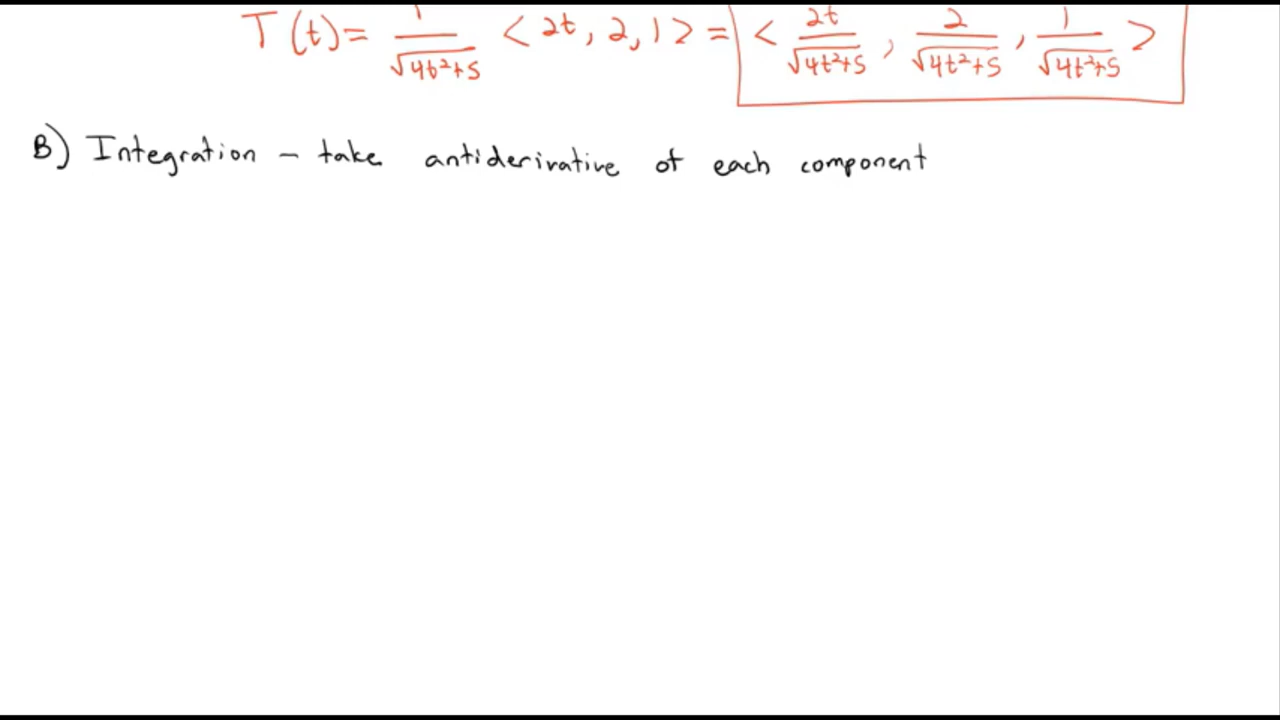 T(t) = 1/√4t²+5 < 2t, 2, 1 > = < 2t/√4t²+5, 2/√4t²+5, 1/√4t²+5 >
B) Integration – take antiderivative of each component